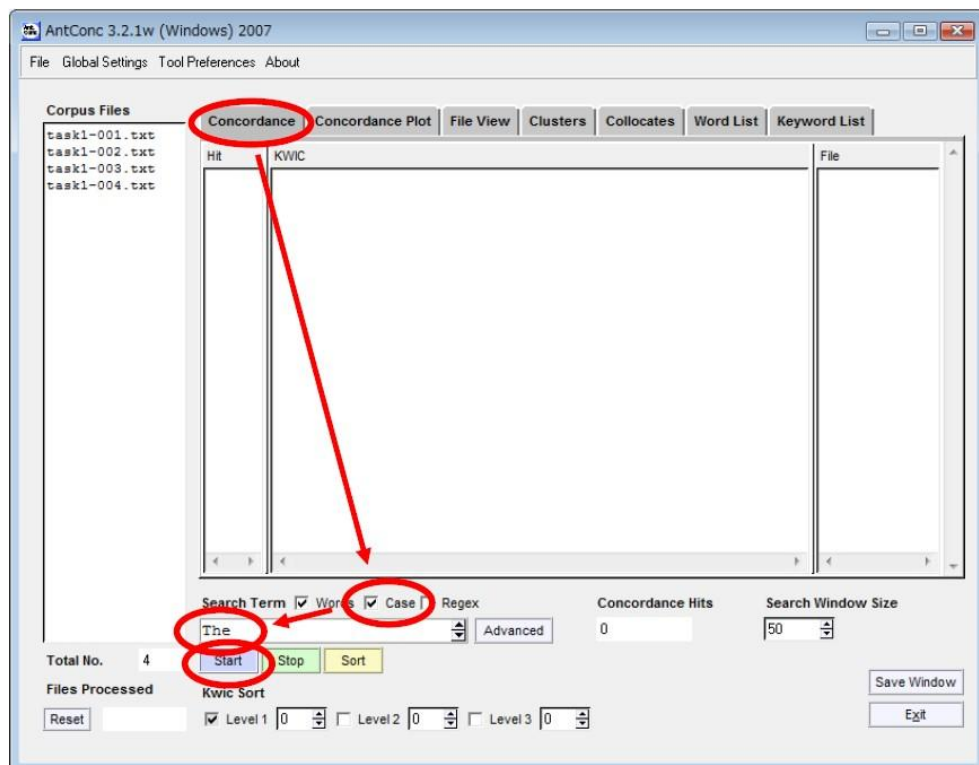 AntConc 3.2.1w (Windows) 2007
File Global Settings Tool Preferences About
Corpus Files
task1-001.txt
task1-002.txt
task1-003.txt
task1-004.txt
Concordance Concordance Plot File View Clusters Collocates Word List Keyword List
Hit KWIC File
Search Term Words Case Regex Concordance Hits Search Window Size
The Advanced 0 50
Total No. 4 Start Stop Sort
Files Processed Kwic Sort Save Window
Reset Level 1 0 Level 2 0 Level 3 0 Exit